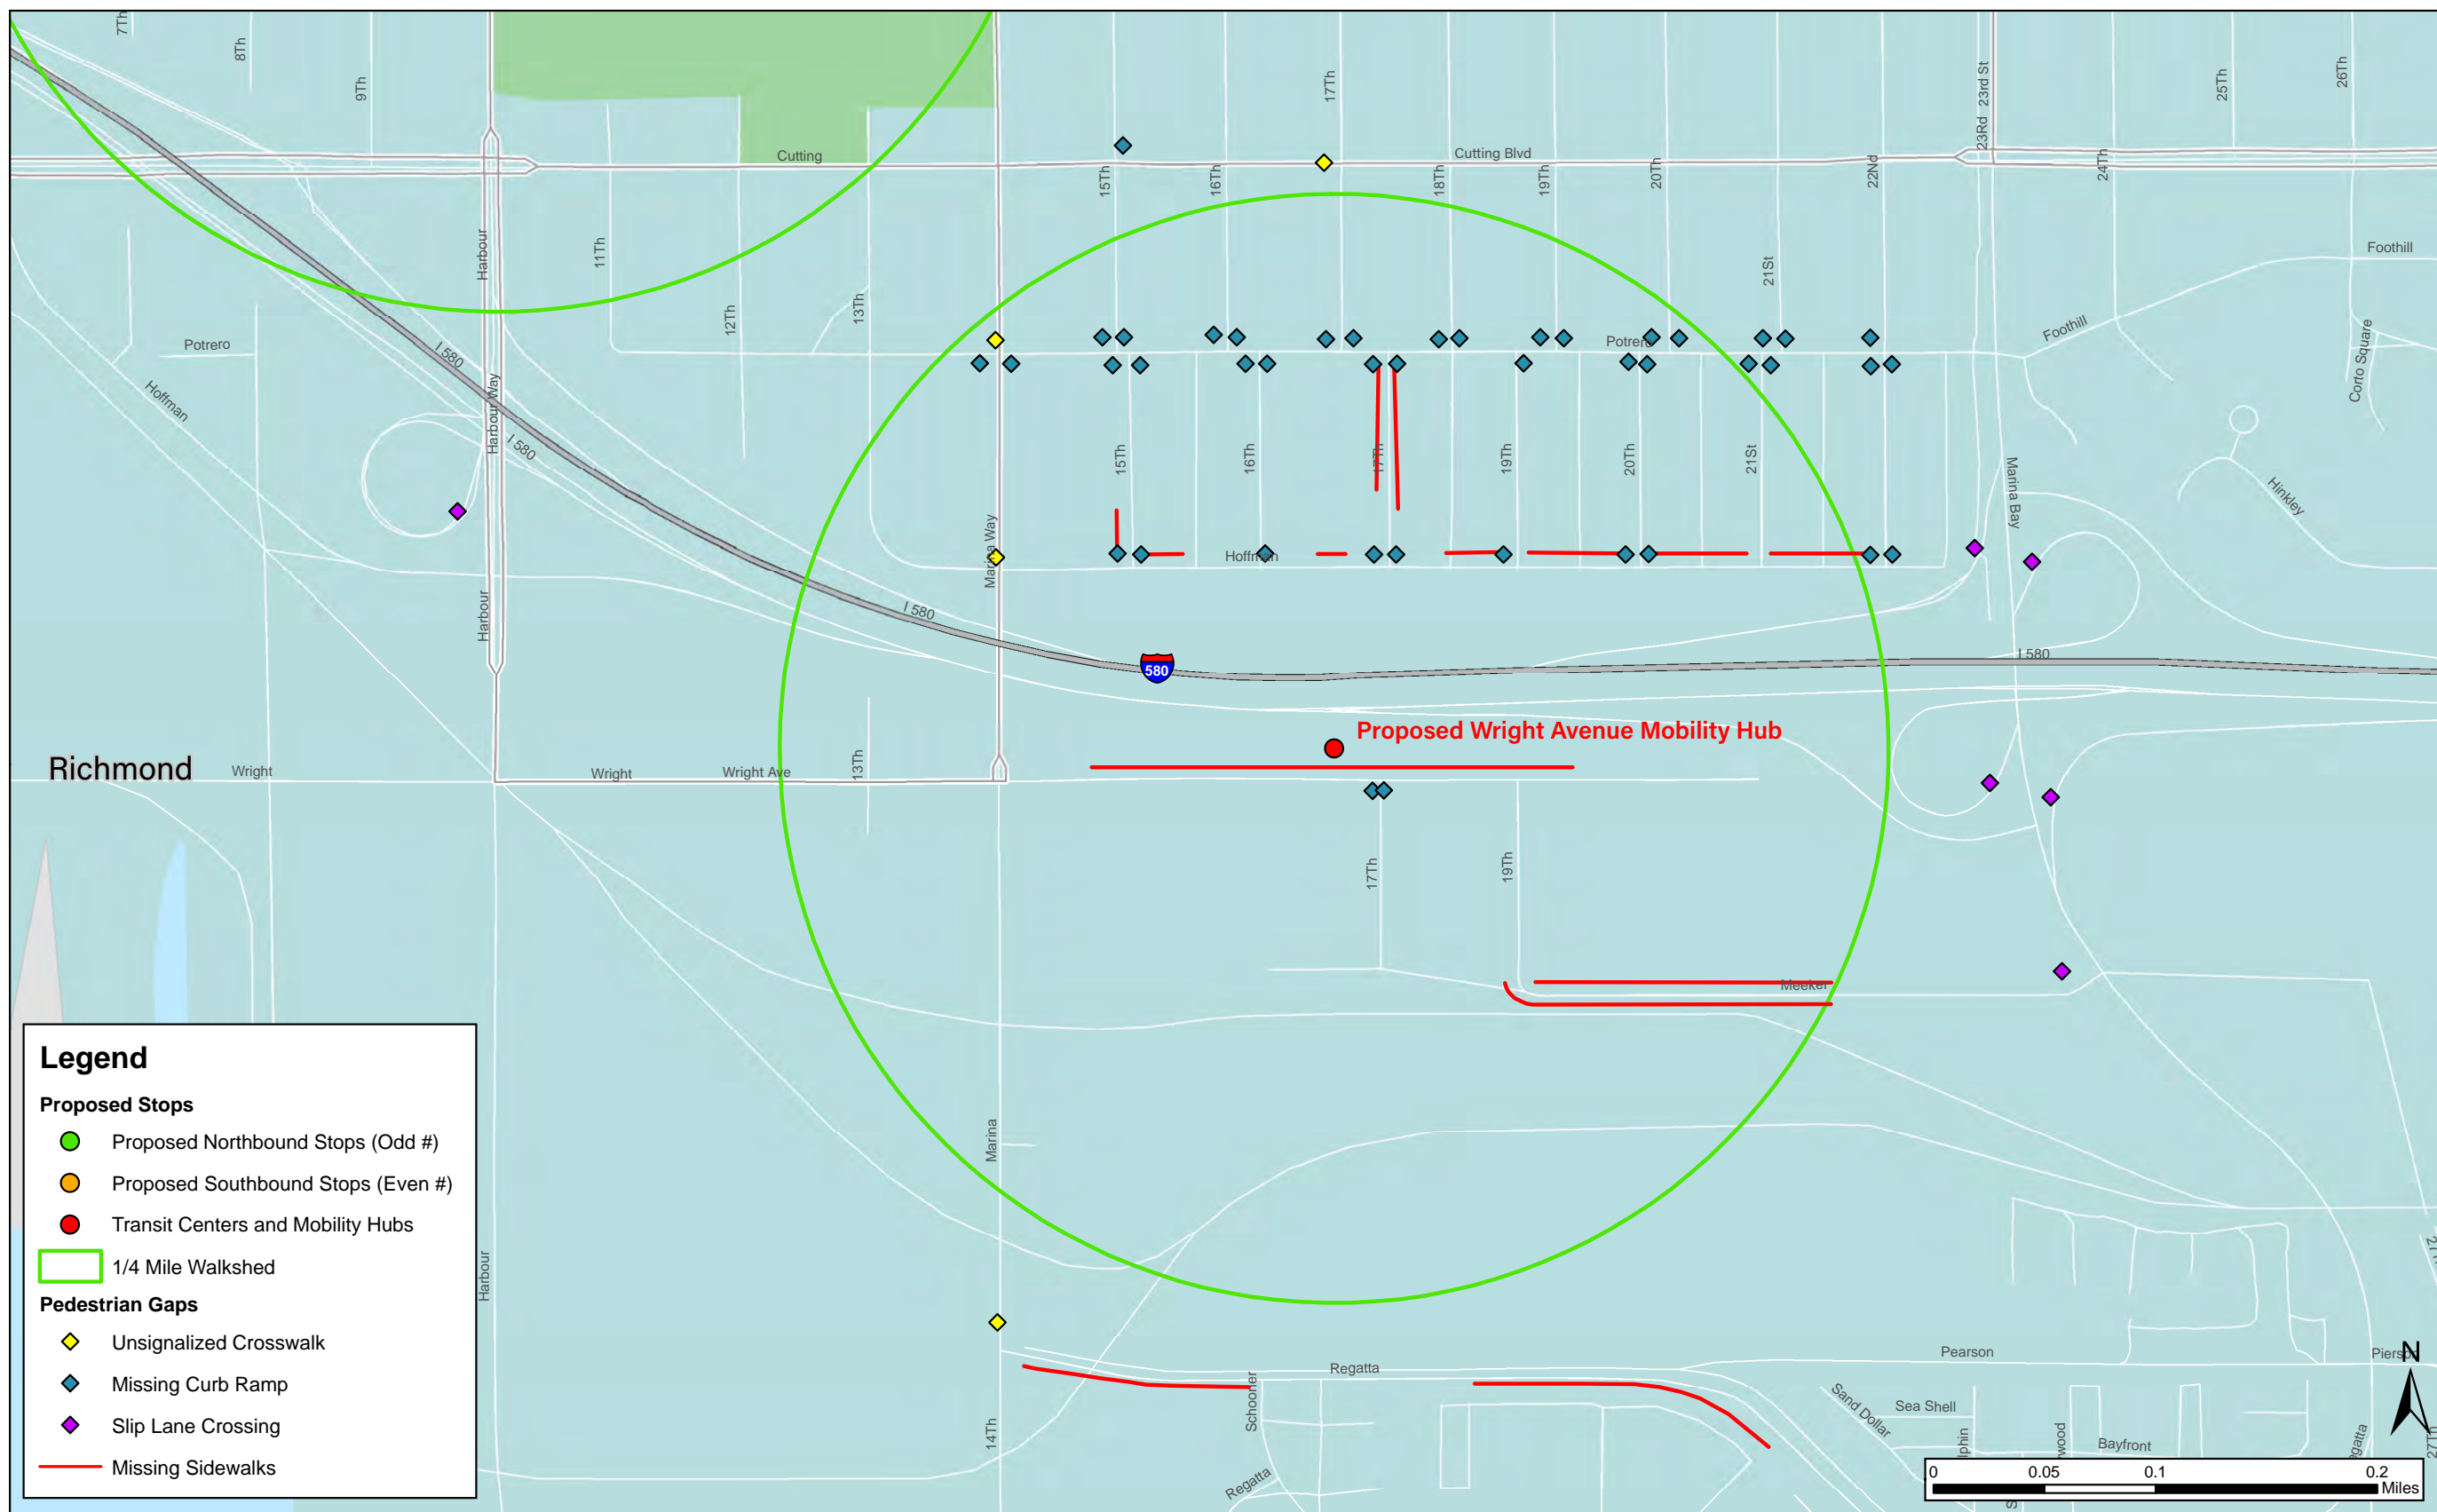 7Th
8Th
9Th
17Th
23rd St
23Rd
25Th
26Th
Cutting
Cutting Blvd
15Th
16Th
18Th
19Th
20Th
22Nd
24Th
Harbour
11Th
12Th
13Th
21St
Foothill
Foothill
Potrero
Potrero
I 580
Hoffman
Harbour Way
I 580
Corto Square
15Th
16Th
17Th
19Th
20Th
21St
Marina Bay
Hinkley
Marina Way
Hoffman
Harbour
I 580
580
I 580
Proposed Wright Avenue Mobility Hub
Richmond
Wright
Wright
Wright Ave
13Th
17Th
19Th
Meeker
Marina
Harbour
Regatta
Pearson
Schooner
14Th
Regatta
Sand Dollar
Sea Shell
Bayfront
27Th
N
Legend
Proposed Stops
Proposed Northbound Stops (Odd #)
Proposed Southbound Stops (Even #)
Transit Centers and Mobility Hubs
1/4 Mile Walkshed
Pedestrian Gaps
Unsignalized Crosswalk
Missing Curb Ramp
Slip Lane Crossing
Missing Sidewalks
0 0.05 0.1 0.2
Miles